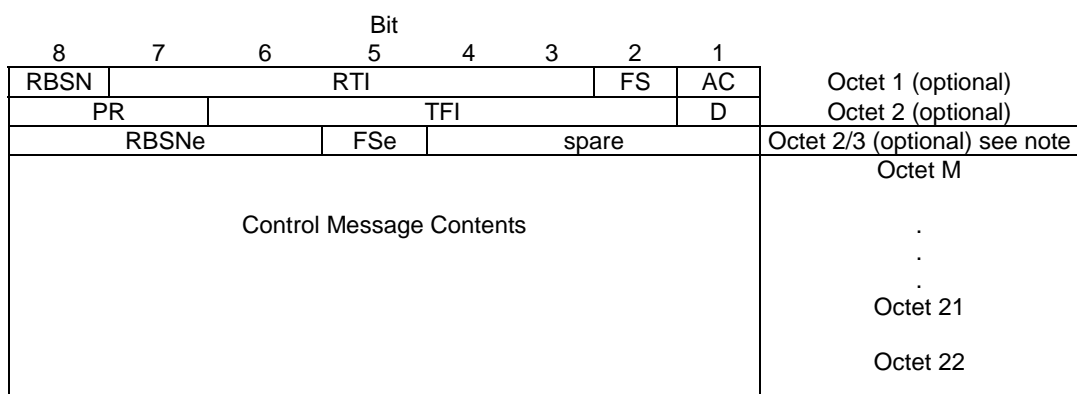 Bit
8 7 6 5 4 3 2 1
RBSN RTI FS AC Octet 1 (optional)
PR TFI D Octet 2 (optional)
RBSNe FSe spare Octet 2/3 (optional) see note
Octet M
Control Message Contents .
.
.
Octet 21
Octet 22